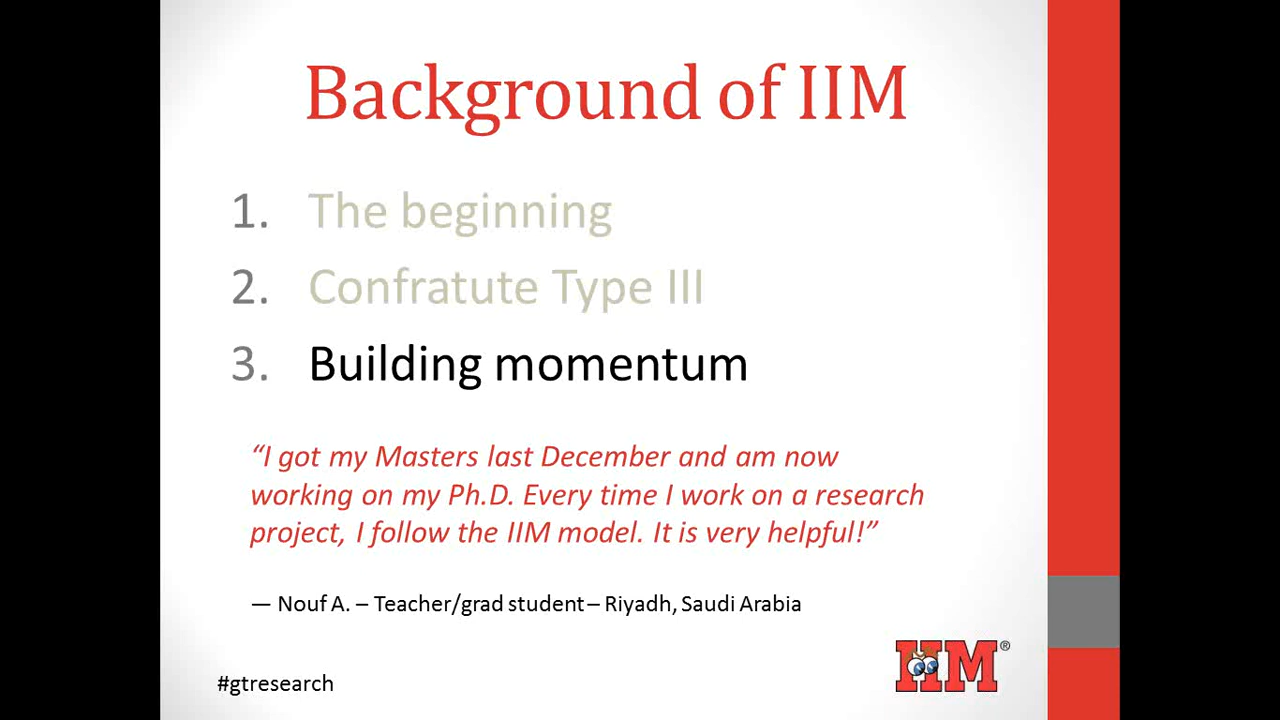 Background of IIM
1. The beginning
2. Confratute Type III
3. Building momentum
“I got my Masters last December and am now
working on my Ph.D. Every time I work on a research
project, I follow the IIM model. It is very helpful!”
— Nouf A. – Teacher/grad student – Riyadh, Saudi Arabia
IIM®
#gtresearch